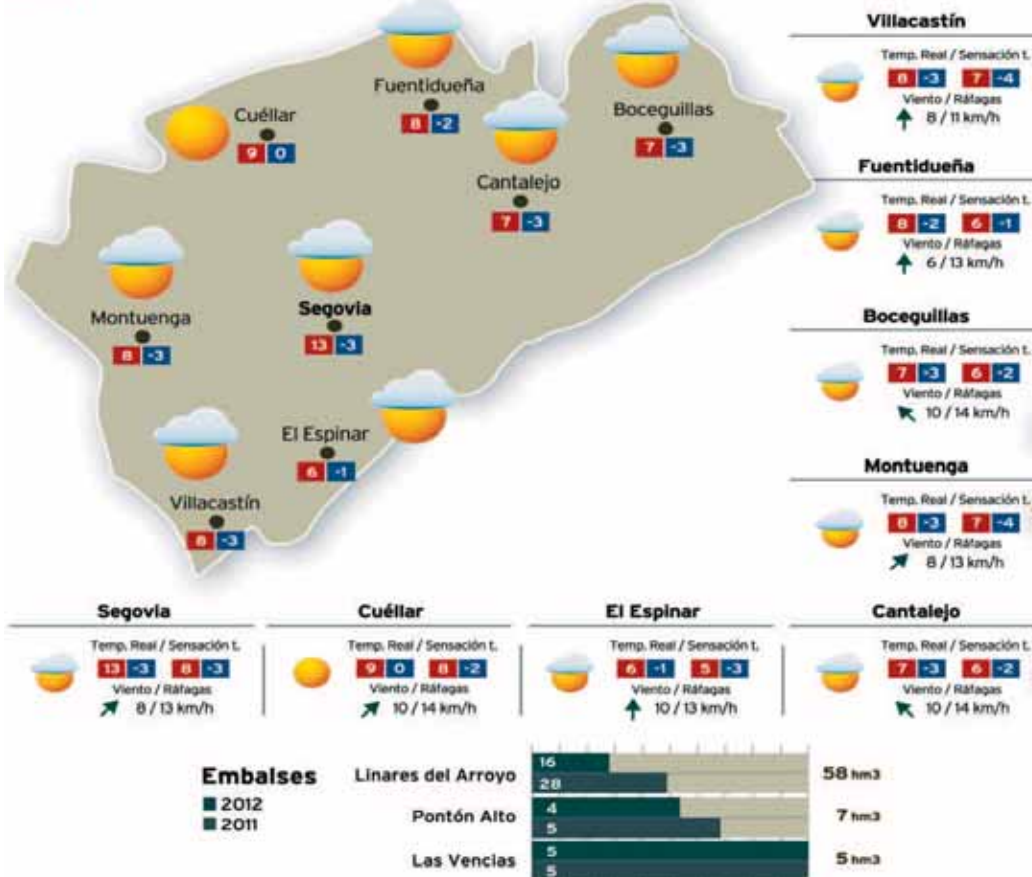 Fuentidueña
8 -2
Cuéllar
9 0
Boceguillas
7 -3
Cantalejo
7 -3
Montuenga
8 -3
Segovia
13 -3
El Espinar
6 -1
Villacastín
8 -3
Villacastín
Temp. Real / Sensación t.
8 -3 7 -4
Viento / Ráfagas
8 / 11 km/h
Fuentidueña
Temp. Real / Sensación t.
8 -2 6 -1
Viento / Ráfagas
6 / 13 km/h
Boceguillas
Temp. Real / Sensación t.
7 -3 6 -2
Viento / Ráfagas
10 / 14 km/h
Montuenga
Temp. Real / Sensación t.
8 -3 7 -4
Viento / Ráfagas
8 / 13 km/h
Segovia
Temp. Real / Sensación t.
13 -3 8 -3
Viento / Ráfagas
8 / 13 km/h
Cuéllar
Temp. Real / Sensación t.
9 0 8 -2
Viento / Ráfagas
10 / 14 km/h
El Espinar
Temp. Real / Sensación t.
6 -1 5 -3
Viento / Ráfagas
10 / 13 km/h
Cantalejo
Temp. Real / Sensación t.
7 -3 6 -2
Viento / Ráfagas
10 / 14 km/h
Embalses
2012
2011
Linares del Arroyo
16
28
58 hm3
Pontón Alto
4
5
7 hm3
Las Vencias
5
5
5 hm3